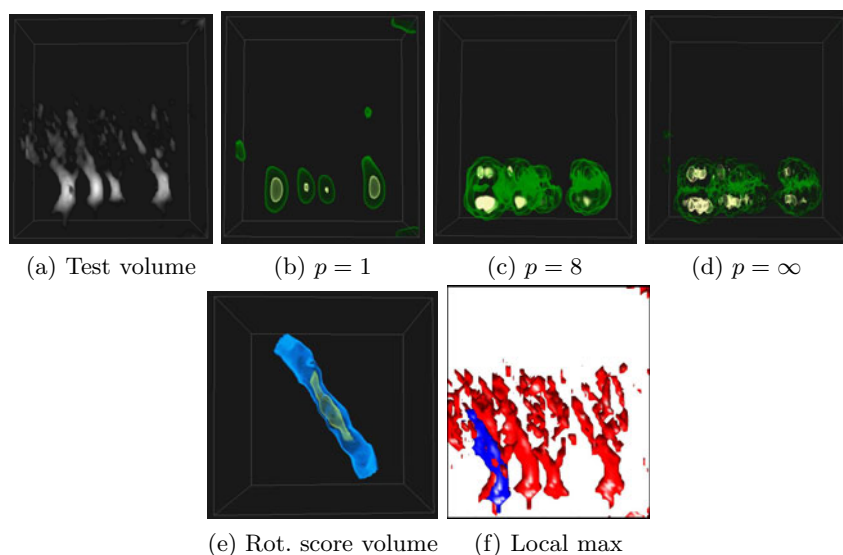 (a) Test volume
(b) p = 1
(c) p = 8
(d) p = ∞
(e) Rot. score volume
(f) Local max